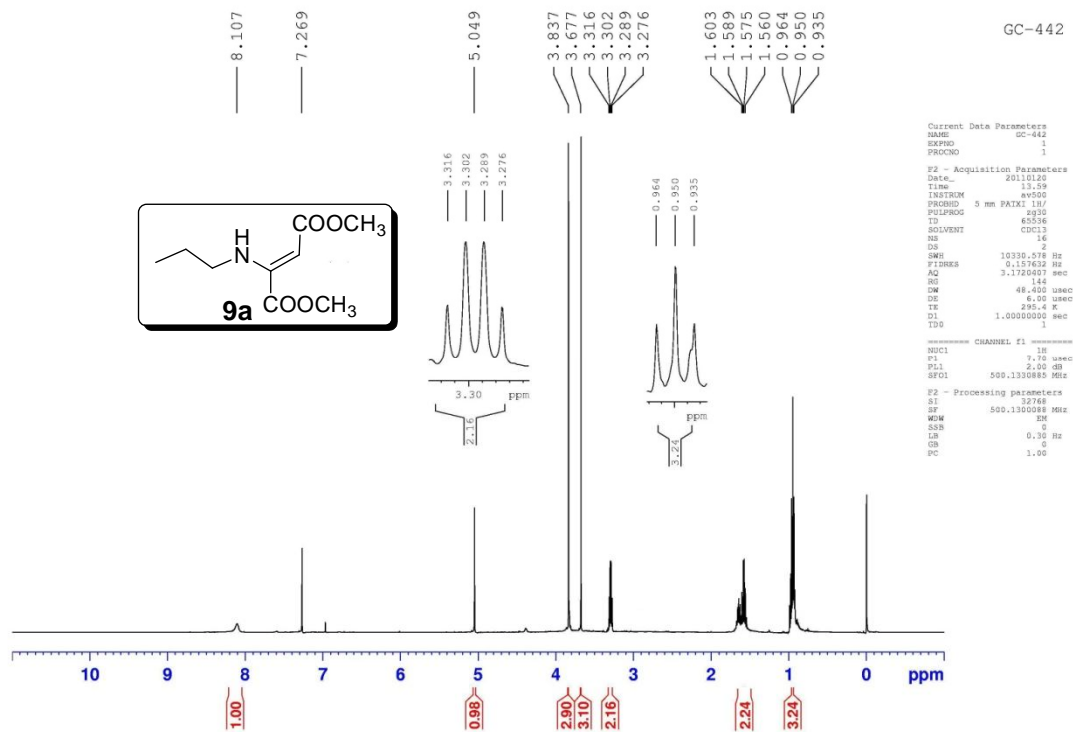 GC-442
8.107
7.269
5.049
3.837
3.677
3.316
3.302
3.289
3.276
1.603
1.589
1.575
1.560
0.964
0.950
0.935
Current Data Parameters
NAME GC-442
EXPNO 1
PROCNO 1
F2 - Acquisition Parameters
Date_ 20110120
Time 13.59
INSTRUM av500
PROBHD 5 mm PATXI 1H/
PULPROG zg30
TD 65536
SOLVENT CDCl3
NS 16
DS 2
SWH 10330.578 Hz
FIDRES 0.157632 Hz
AQ 3.1720407 sec
RG 144
DW 48.400 usec
DE 6.00 usec
TE 295.4 K
D1 1.00000000 sec
TD0 1
======== CHANNEL f1 ========
NUC1 1H
P1 7.70 usec
PL1 2.00 dB
SFO1 500.1330885 MHz
F2 - Processing parameters
SI 32768
SF 500.1300088 MHz
WDW EM
SSB 0
LB 0.30 Hz
GB 0
PC 1.00
COOCH3
NH
COOCH3
9a
3.316
3.302
3.289
3.276
3.30 ppm
2.16
0.964
0.950
0.935
ppm
3.24
10 9 8 7 6 5 4 3 2 1 0 ppm
1.00
0.98
2.90
3.10
2.16
2.24
3.24